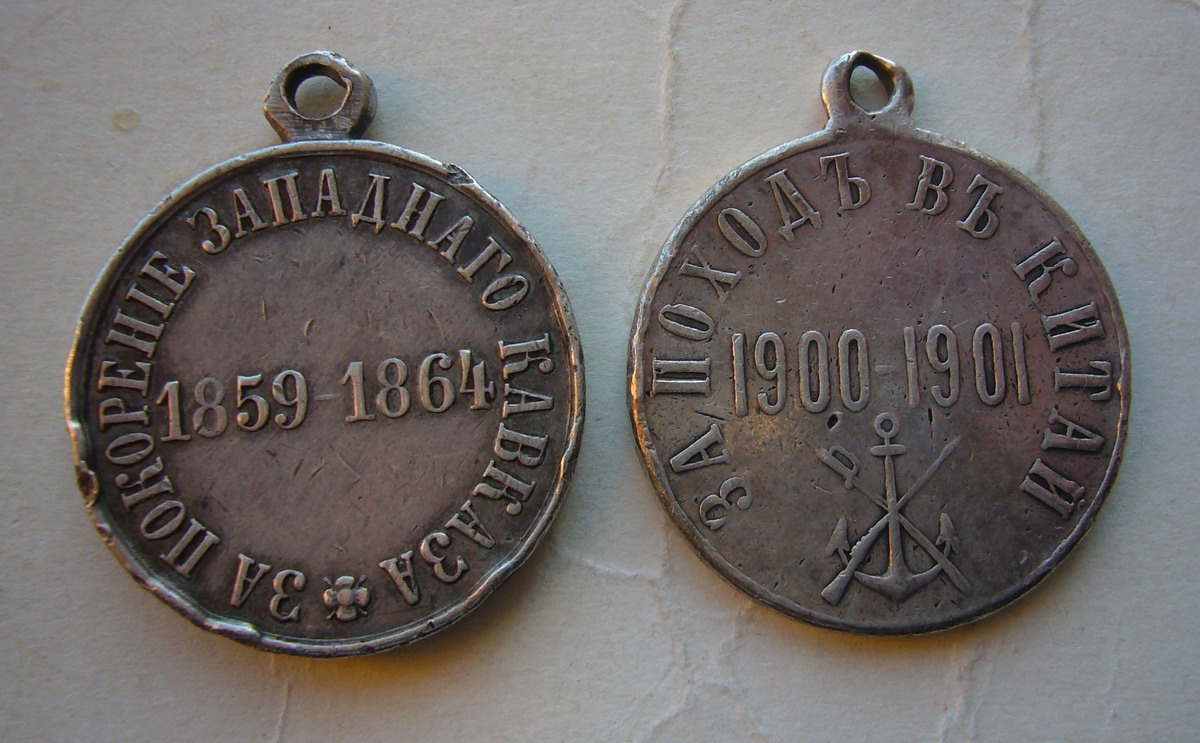 ЗА ПОКОРЕНІЕ ЗАПАДНАГО КАВКАЗА
1859-1864
ЗА ПОХОДЪ ВЪ КИТАЙ
1900-1901